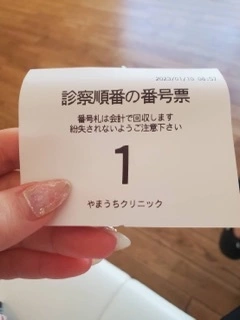 診察順番の番号票
番号札は会計で回収します
紛失されないようご注意下さい
1
やまうちクリニック